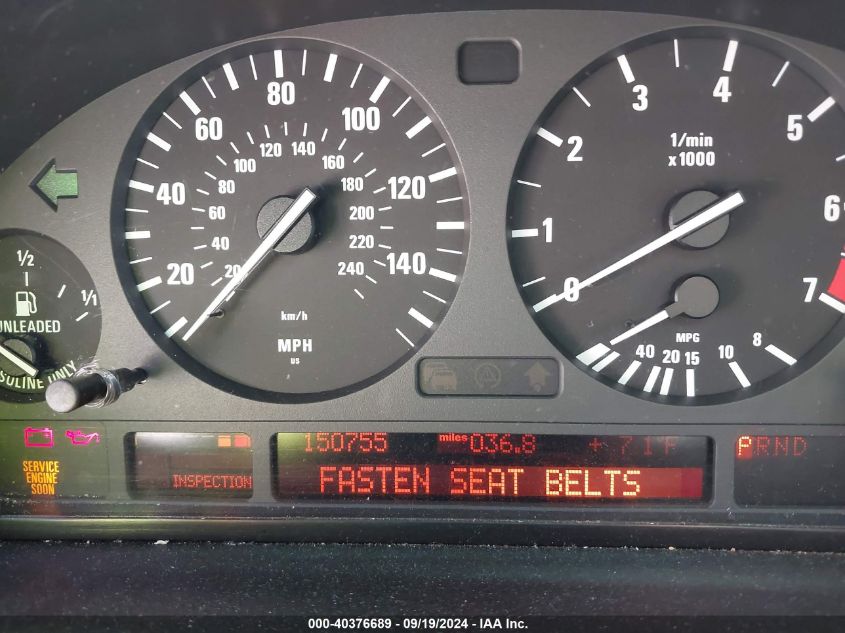 80
60
100
40
120
20
140
120
140
100
160
80
180
60
200
40
220
20
240
km/h
MPH
us
1/2
1/1
UNLEADED
GASOLINE ONLY
0
1
2
3
4
5
6
7
1/min
x1000
MPG
40 20 15 10 8
SERVICE
ENGINE
SOON
INSPECTION
150755 miles 036.8 + 71°F
FASTEN SEAT BELTS
PRND
000-40376689 - 09/19/2024 - IAA Inc.